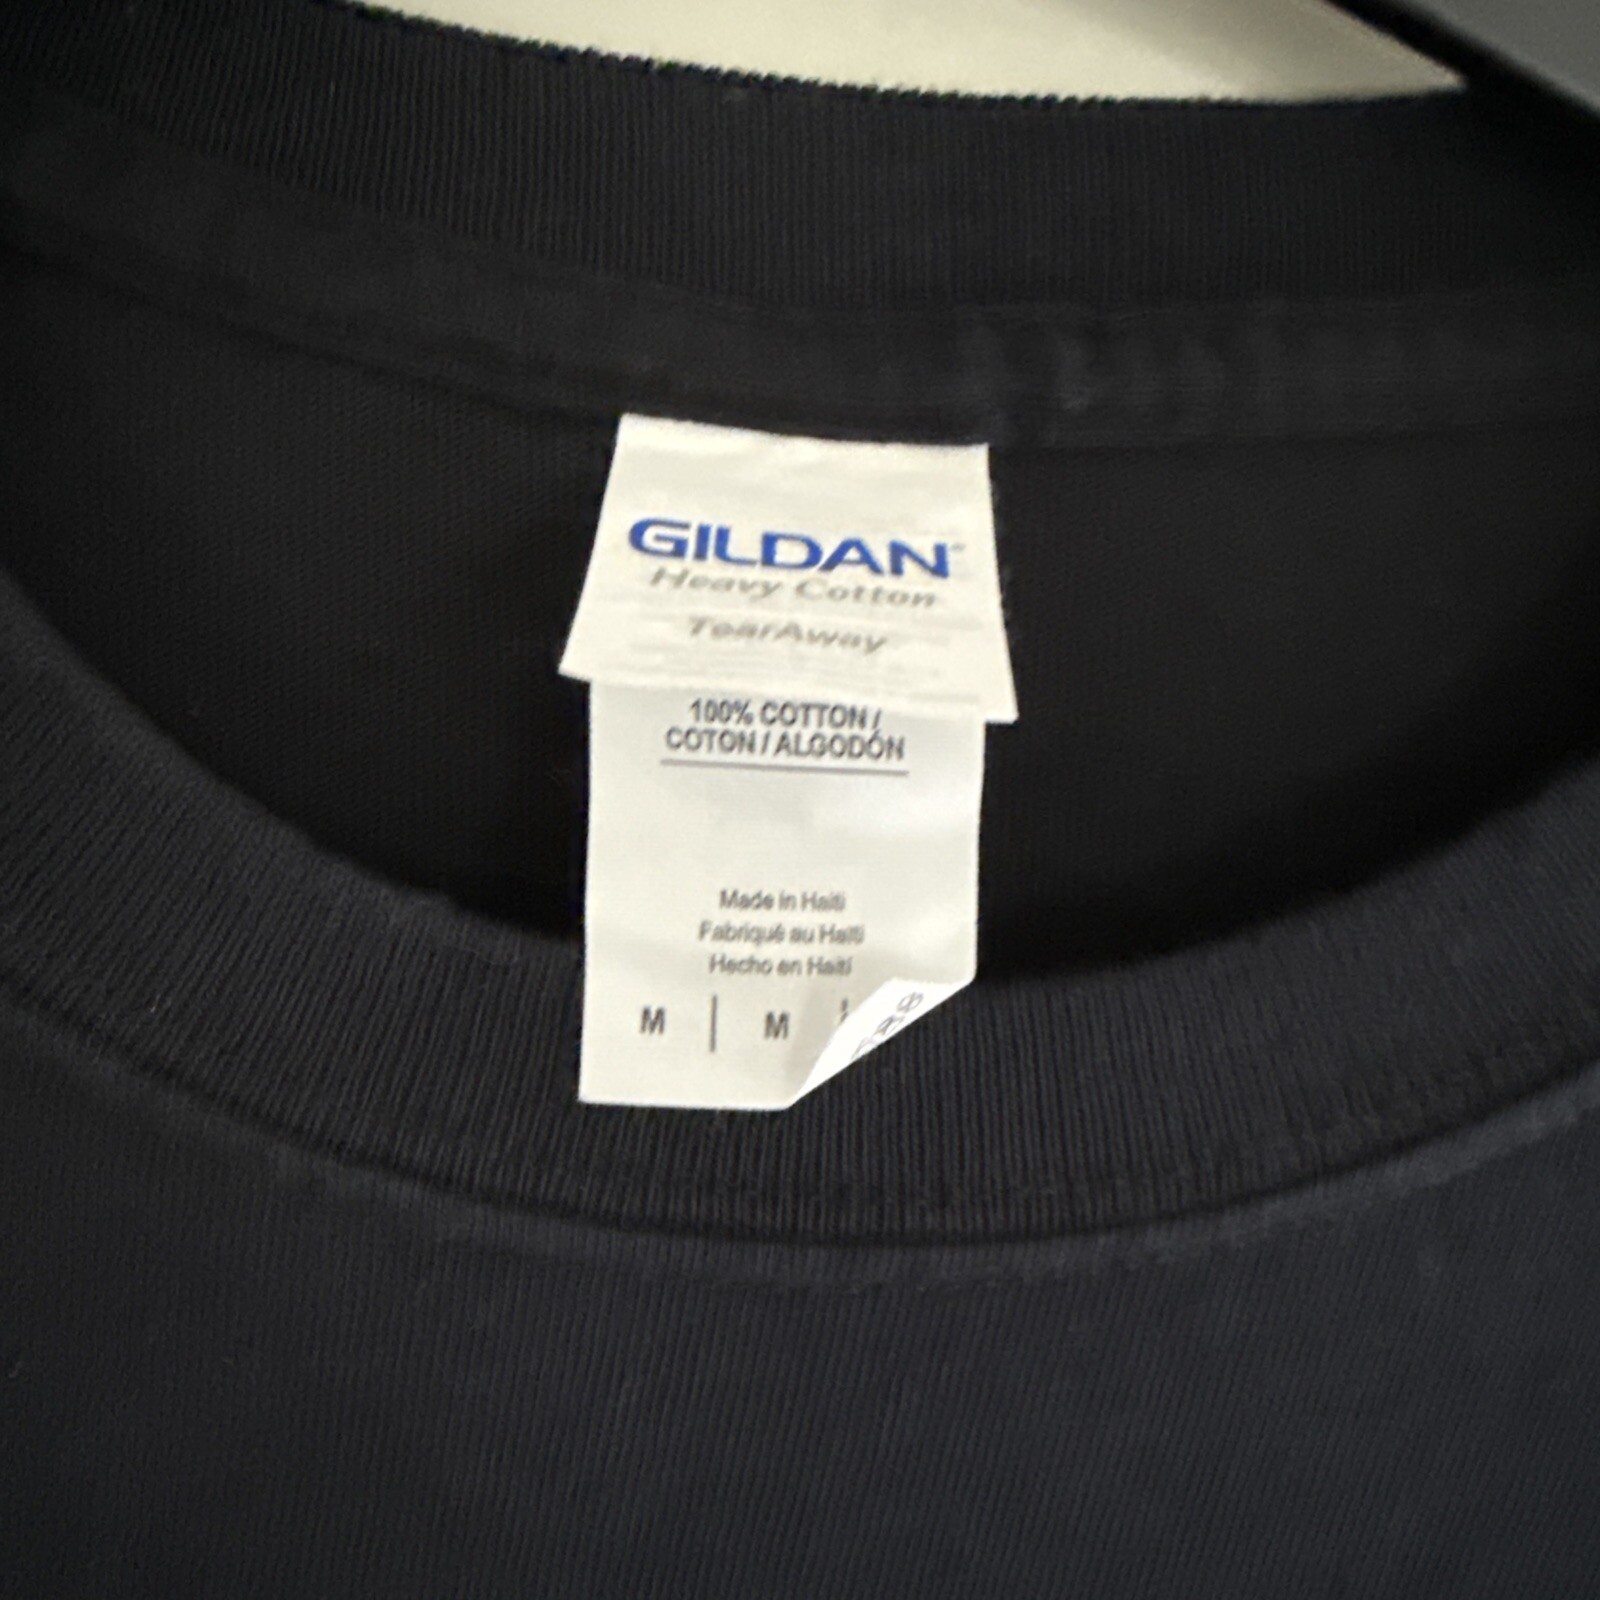 GILDAN®
Heavy Cotton
TearAway
100% COTTON /
COTON / ALGODÓN
Made in Haiti
Fabriqué au Haïti
Hecho en Haití
M | M